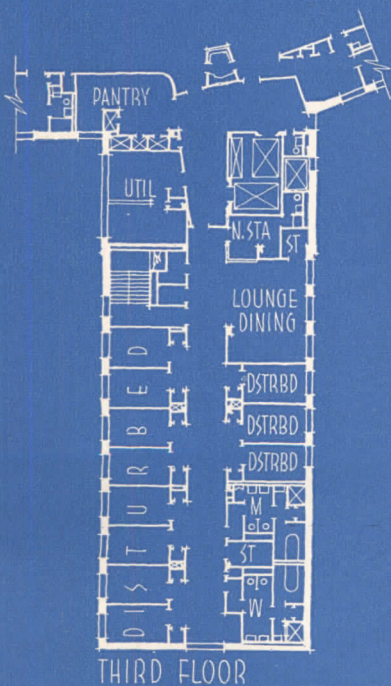 PANTRY
UTIL
N. STA
ST
LOUNGE
DINING
DISTURBED
DSTRBD
DSTRBD
DSTRBD
M
ST
W
THIRD FLOOR